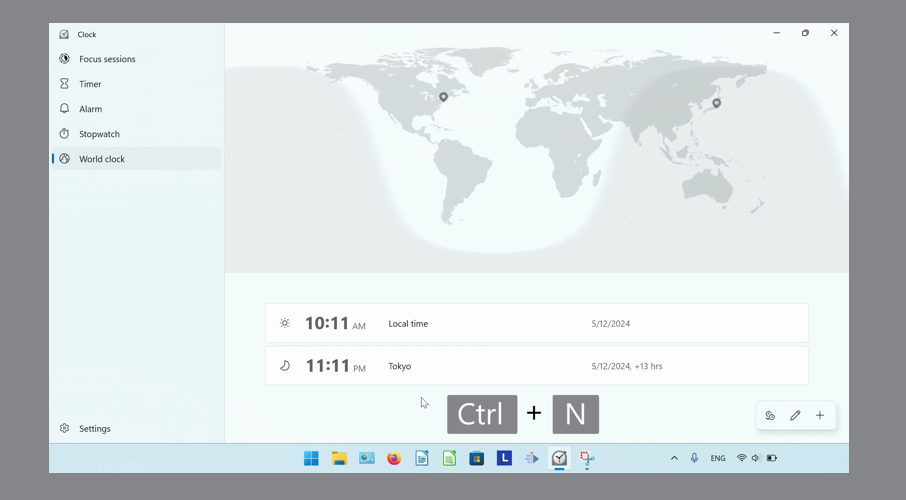 Clock
Focus sessions
Timer
Alarm
Stopwatch
World clock
10:11 AM Local time 5/12/2024
11:11 PM Tokyo 5/12/2024, +13 hrs
Ctrl + N
Settings
L
ENG